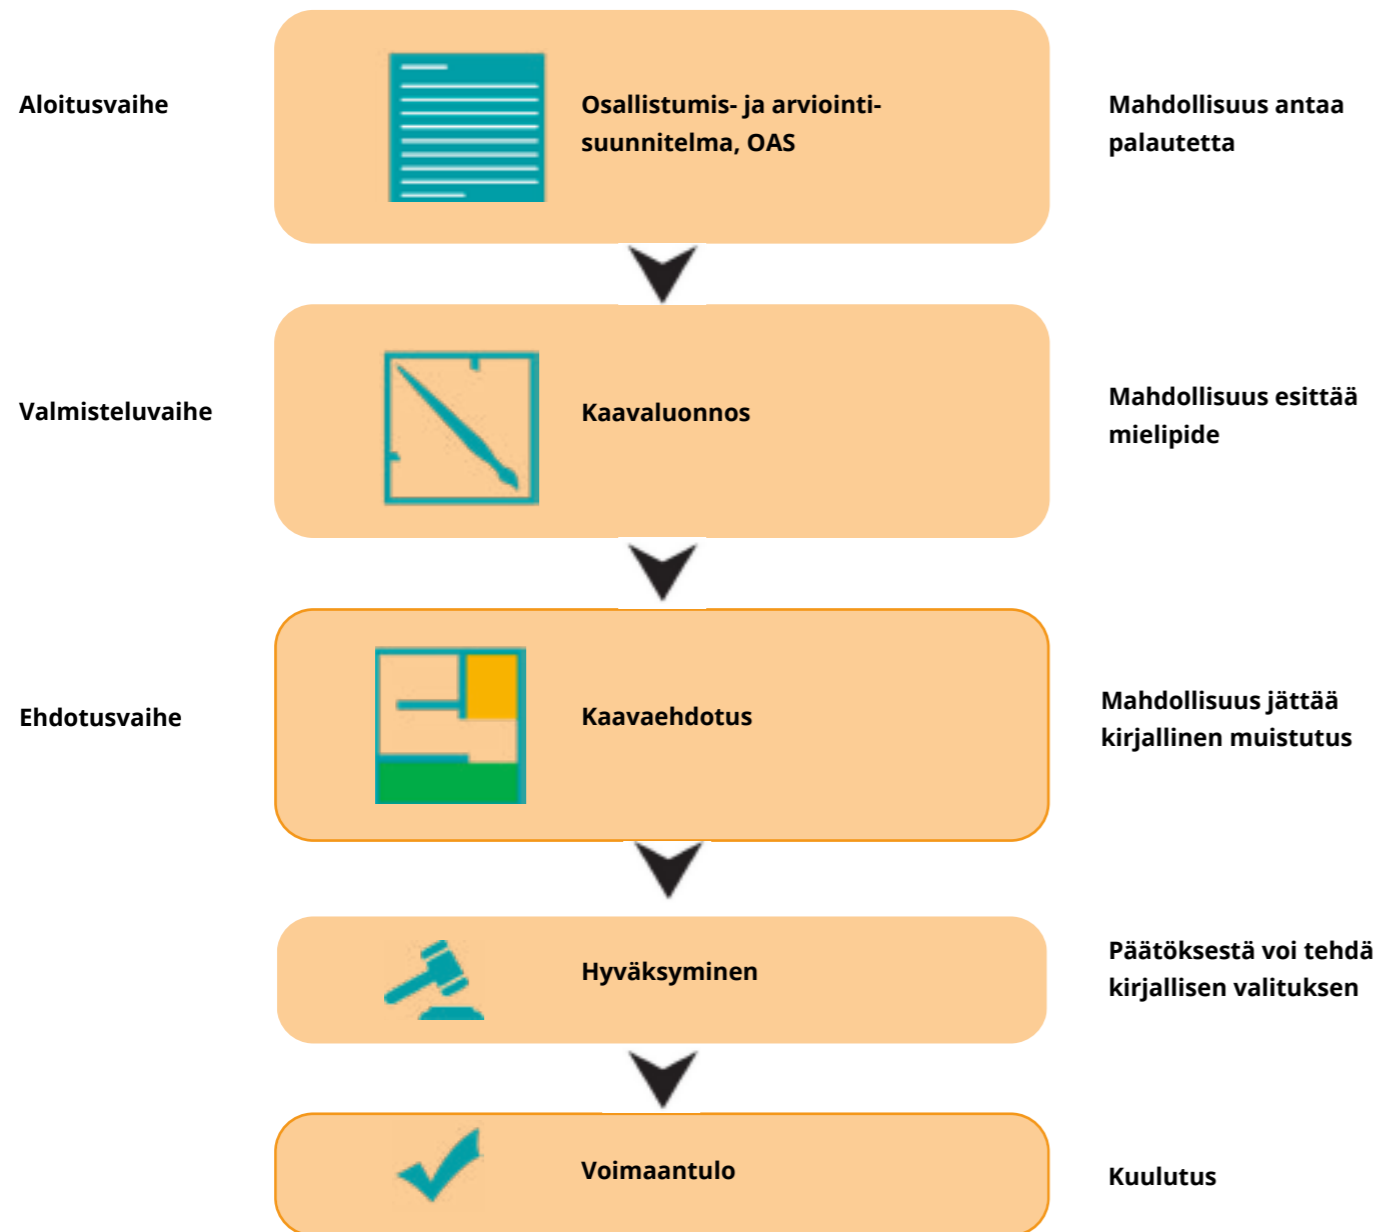 Aloitusvaihe
Osallistumis- ja arviointi-
suunnitelma, OAS
Mahdollisuus antaa
palautetta
Valmisteluvaihe
Kaavaluonnos
Mahdollisuus esittää
mielipide
Ehdotusvaihe
Kaavaehdotus
Mahdollisuus jättää
kirjallinen muistutus
Hyväksyminen
Päätöksestä voi tehdä
kirjallisen valituksen
Voimaantulo
Kuulutus